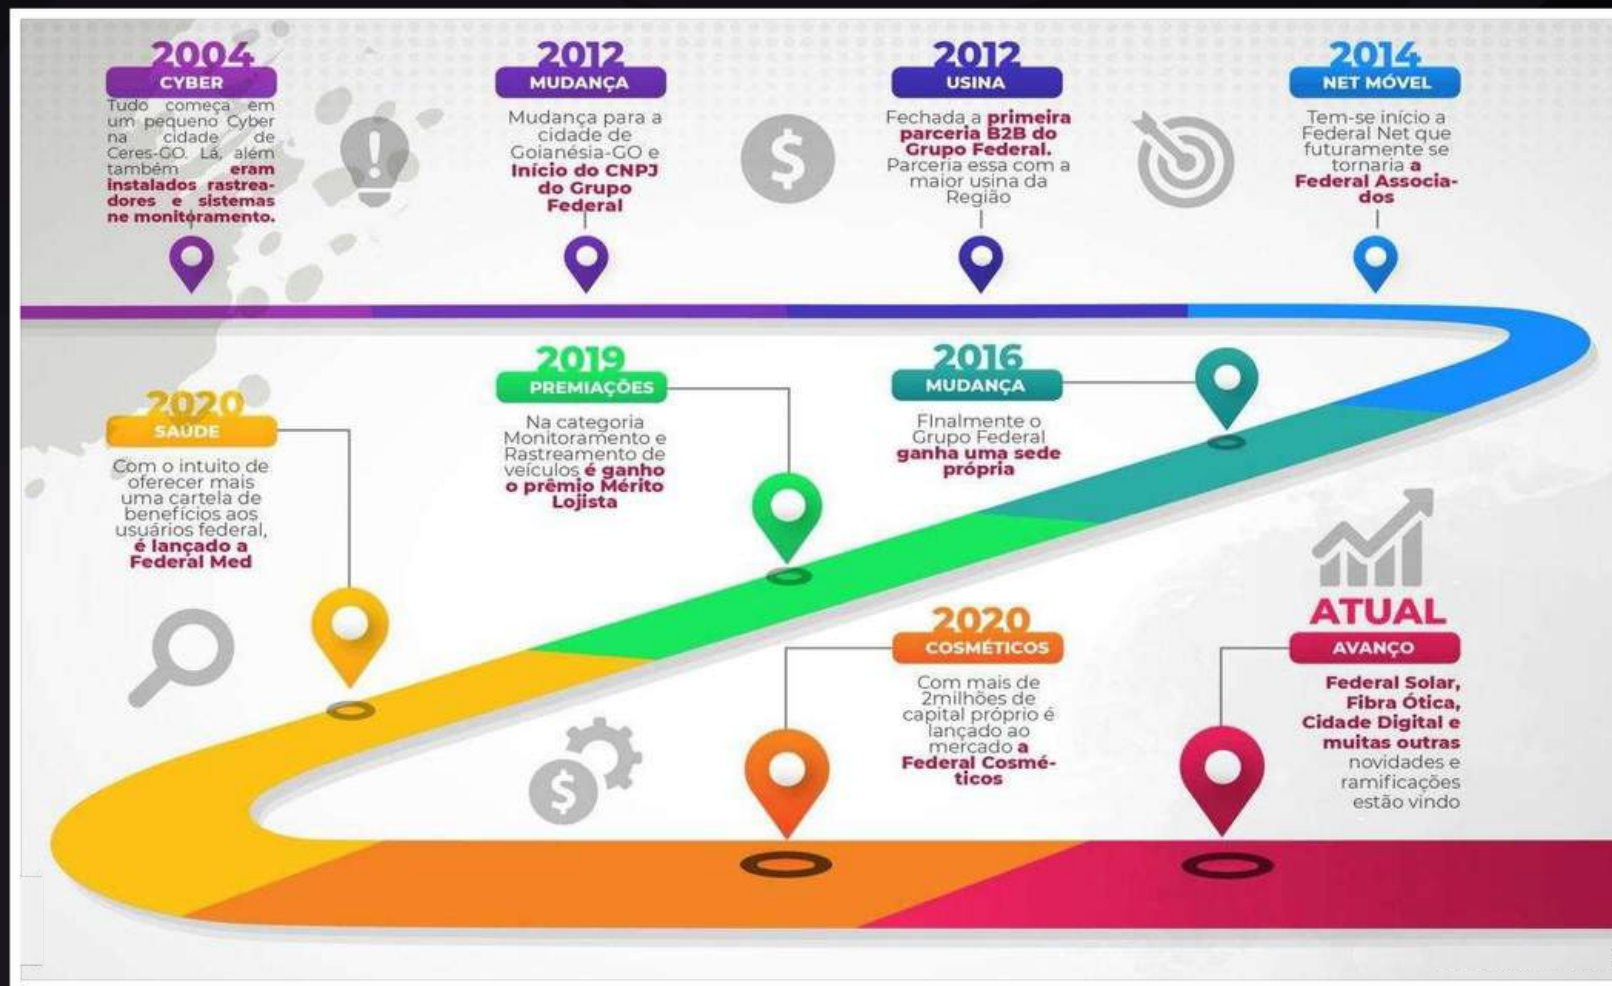 2004
CYBER
Tudo começa em
um pequeno Cyber
na cidade de
Ceres-GO. Lá, além
também eram
instalados rastrea-
dores e sistemas
ne monitoramento.
2012
MUDANÇA
Mudança para a
cidade de
Goianésia-GO e
Início do CNPJ
do Grupo
Federal
2012
USINA
Fechada a primeira
parceria B2B do
Grupo Federal.
Parceria essa com a
maior usina da
Região
2014
NET MÓVEL
Tem-se início a
Federal Net que
futuramente se
tornaria a
Federal Associa-
dos
2016
MUDANÇA
FInalmente o
Grupo Federal
ganha uma sede
própria
2019
PREMIAÇÕES
Na categoria
Monitoramento e
Rastreamento de
veículos é ganho
o prêmio Mérito
Lojista
2020
SAÚDE
Com o intuito de
oferecer mais
uma cartela de
benefícios aos
usuários federal,
é lançado a
Federal Med
2020
COSMÉTICOS
Com mais de
2milhões de
capital próprio é
lançado ao
mercado a
Federal Cosmé-
ticos
ATUAL
AVANÇO
Federal Solar,
Fibra Ótica,
Cidade Digital e
muitas outras
novidades e
ramificações
estão vindo